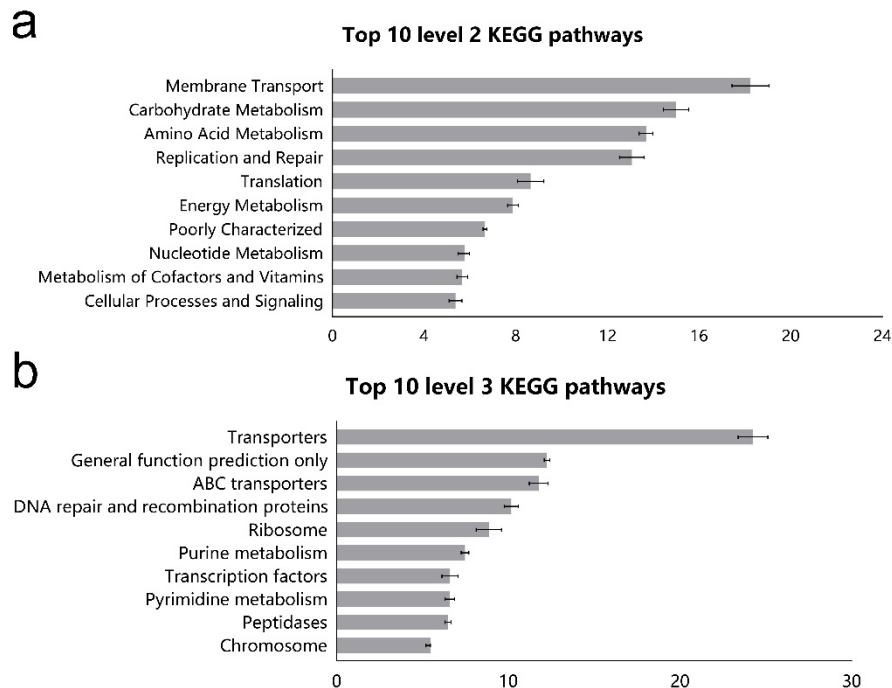 a
Top 10 level 2 KEGG pathways
Membrane Transport
Carbohydrate Metabolism
Amino Acid Metabolism
Replication and Repair
Translation
Energy Metabolism
Poorly Characterized
Nucleotide Metabolism
Metabolism of Cofactors and Vitamins
Cellular Processes and Signaling
0 4 8 12 16 20 24
b
Top 10 level 3 KEGG pathways
Transporters
General function prediction only
ABC transporters
DNA repair and recombination proteins
Ribosome
Purine metabolism
Transcription factors
Pyrimidine metabolism
Peptidases
Chromosome
0 10 20 30